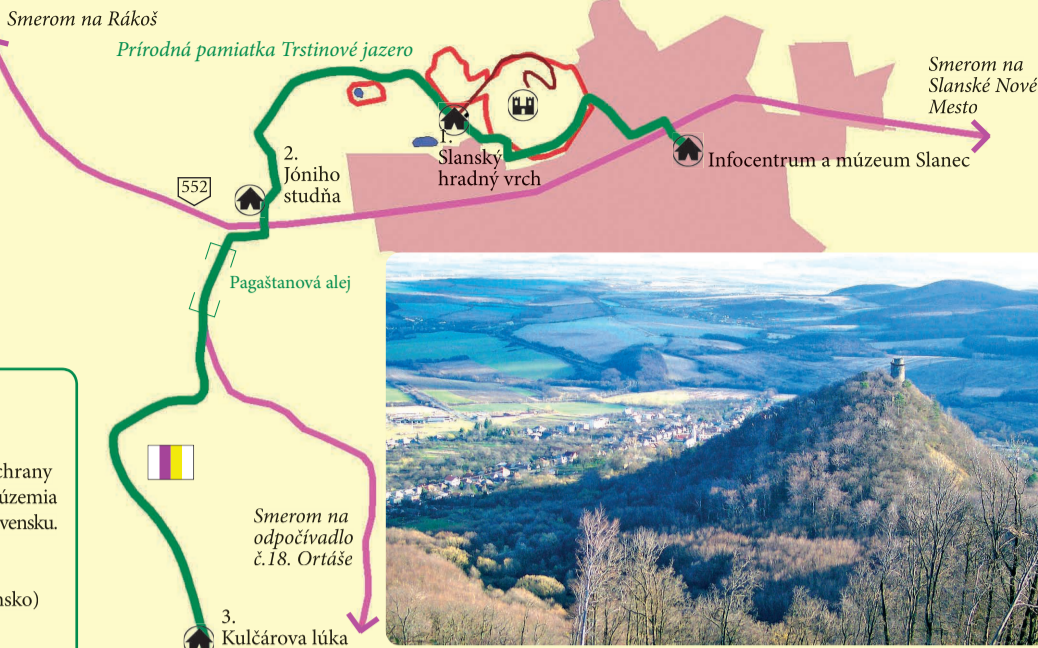 Smerom na Rákoš
Prírodná pamiatka Trstinové jazero
Smerom na
Slanské Nové
Mesto
1.
Slanský
hradný vrch
Infocentrum a múzeum Slanec
2.
Jóniho
studňa
552
Pagaštanová alej
chrany
územia
vensku.
nsko)
Smerom na
odpočívadlo
č.18. Ortáše
3.
Kulčárova lúka